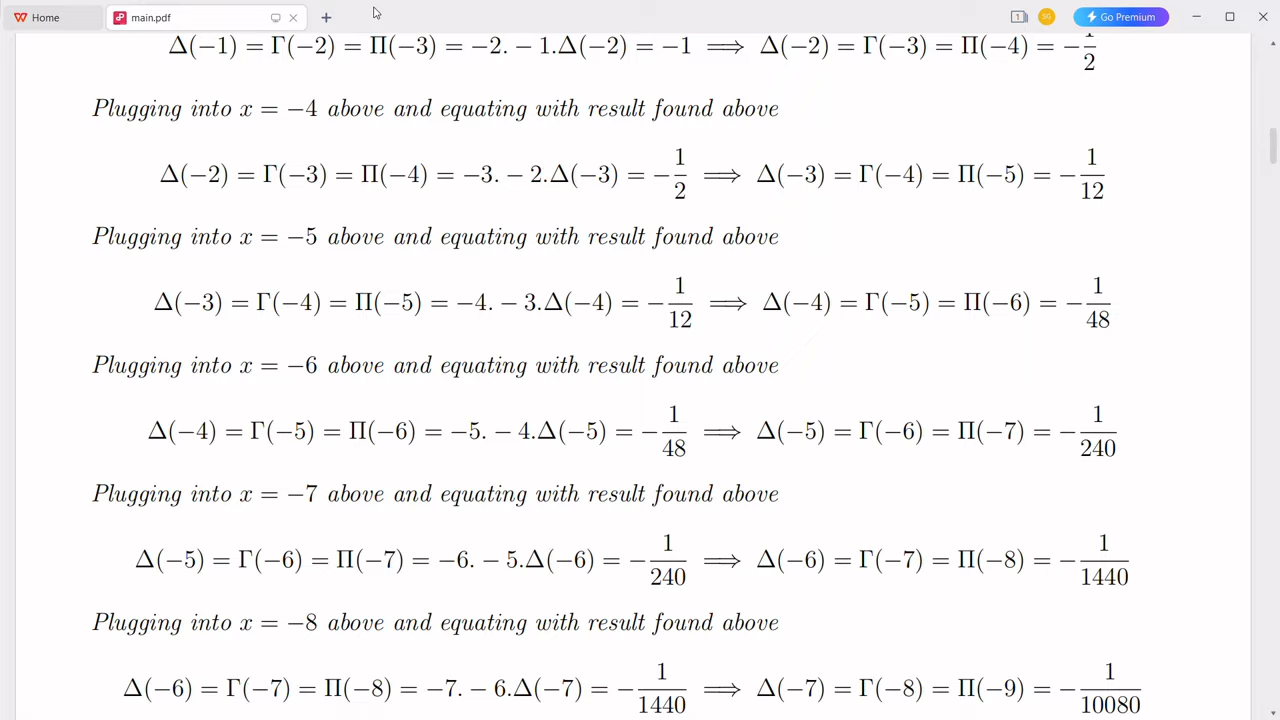 Home
main.pdf
1
SG
Go Premium
Δ(−1) = Γ(−2) = Π(−3) = −2. − 1.Δ(−2) = −1 ⟹ Δ(−2) = Γ(−3) = Π(−4) = −1/2
Plugging into x = −4 above and equating with result found above
Δ(−2) = Γ(−3) = Π(−4) = −3. − 2.Δ(−3) = −1/2 ⟹ Δ(−3) = Γ(−4) = Π(−5) = −1/12
Plugging into x = −5 above and equating with result found above
Δ(−3) = Γ(−4) = Π(−5) = −4. − 3.Δ(−4) = −1/12 ⟹ Δ(−4) = Γ(−5) = Π(−6) = −1/48
Plugging into x = −6 above and equating with result found above
Δ(−4) = Γ(−5) = Π(−6) = −5. − 4.Δ(−5) = −1/48 ⟹ Δ(−5) = Γ(−6) = Π(−7) = −1/240
Plugging into x = −7 above and equating with result found above
Δ(−5) = Γ(−6) = Π(−7) = −6. − 5.Δ(−6) = −1/240 ⟹ Δ(−6) = Γ(−7) = Π(−8) = −1/1440
Plugging into x = −8 above and equating with result found above
Δ(−6) = Γ(−7) = Π(−8) = −7. − 6.Δ(−7) = −1/1440 ⟹ Δ(−7) = Γ(−8) = Π(−9) = −1/10080